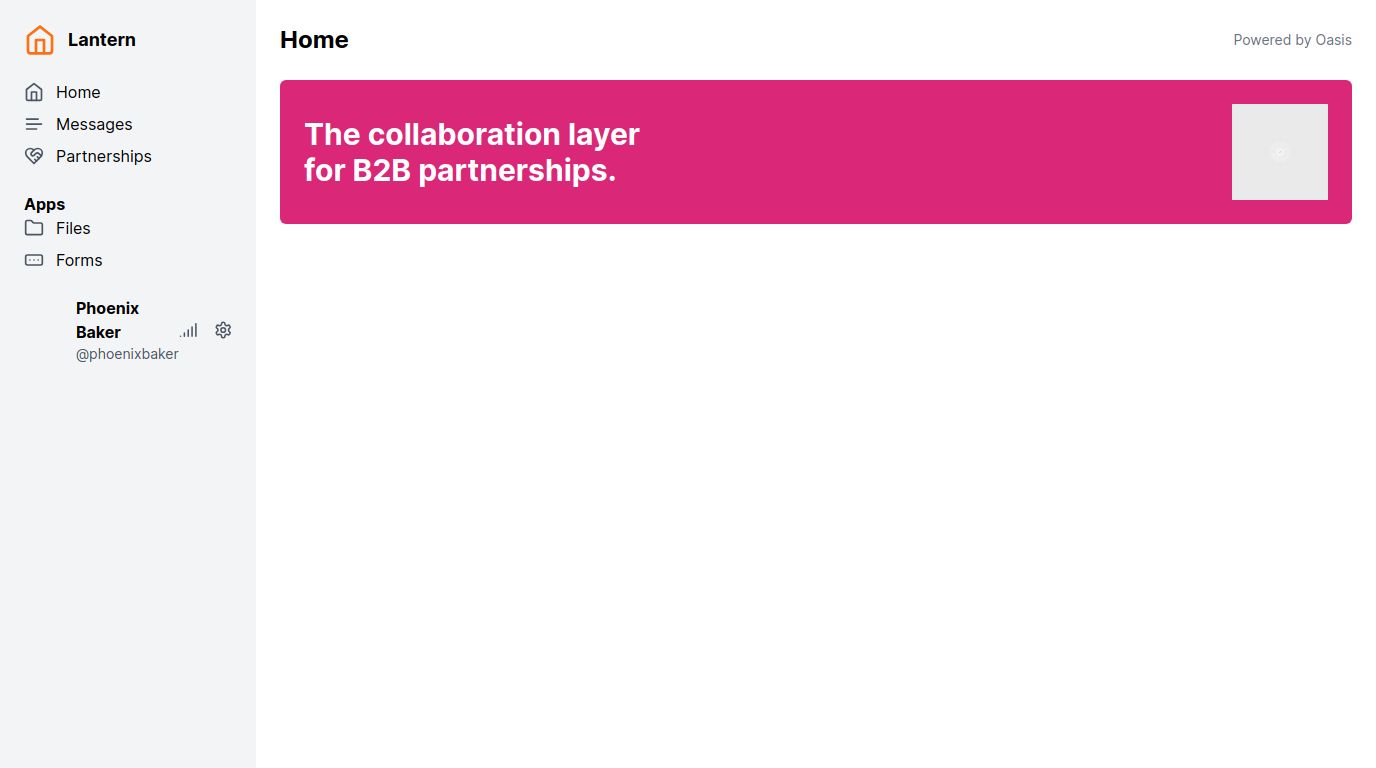 Lantern
Home
Messages
Partnerships
Apps
Files
Forms
Phoenix
Baker
@phoenixbaker
Home
Powered by Oasis
The collaboration layer
for B2B partnerships.